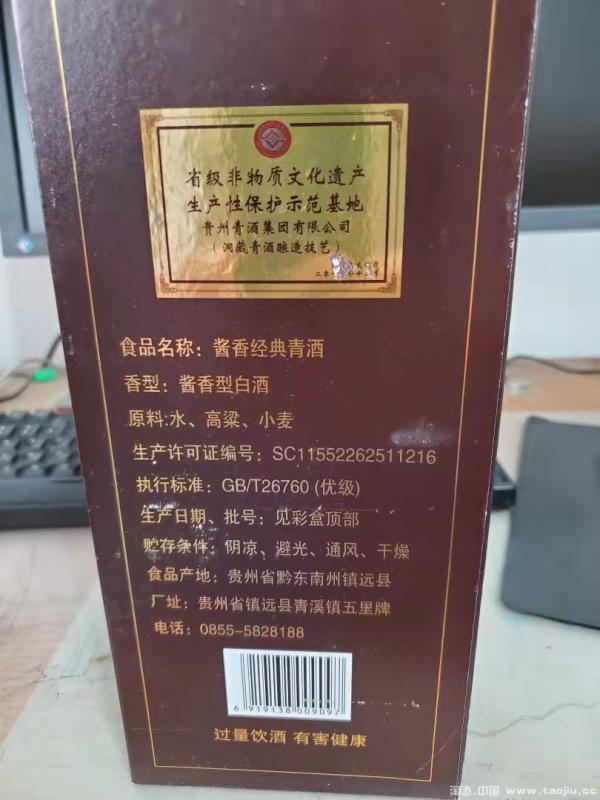 省级非物质文化遗产
生产性保护示范基地
贵州青酒集团有限公司
(洞藏青酒酿造技艺)
食品名称：酱香经典青酒
香型：酱香型白酒
原料:水、高粱、小麦
生产许可证编号：SC11552262511216
执行标准：GB/T26760 (优级)
生产日期、批号：见彩盒顶部
贮存条件：阴凉、避光、通风、干燥
食品产地：贵州省黔东南州镇远县
厂址：贵州省镇远县青溪镇五里牌
电话：0855-5828188
6 919138 009097
过量饮酒 有害健康
淘酒.中国 www.taojiu.cc